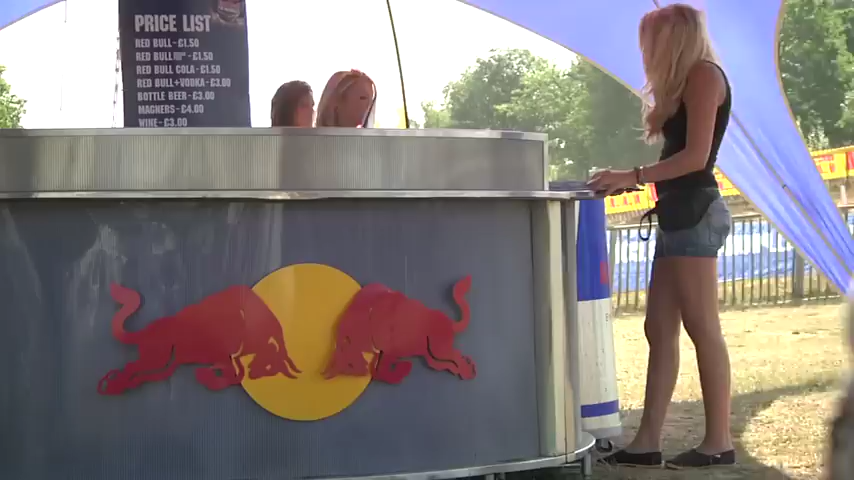 PRICE LIST
RED BULL - £1.50
RED BULL - £1.50
RED BULL COLA - £1.50
RED BULL+VODKA - £3.00
BOTTLE BEER - £3.00
MAGNERS - £4.00
WINE - £3.00